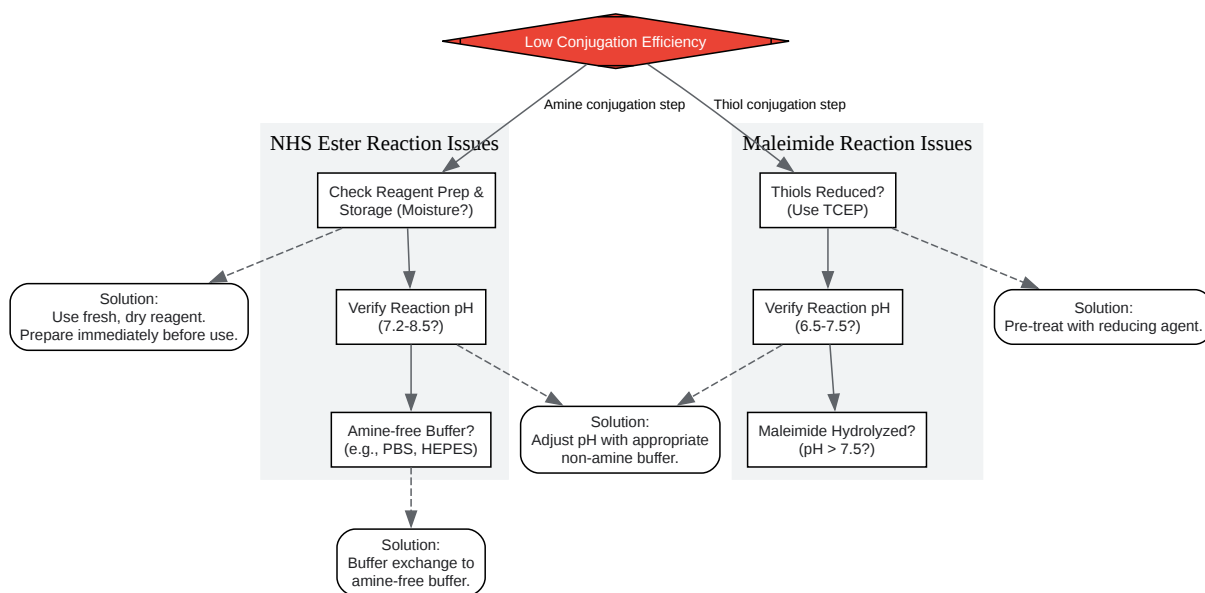 Low Conjugation Efficiency
Amine conjugation step
Thiol conjugation step
NHS Ester Reaction Issues
Maleimide Reaction Issues
Check Reagent Prep &
Storage (Moisture?)
Thiols Reduced?
(Use TCEP)
Solution:
Use fresh, dry reagent.
Prepare immediately before use.
Verify Reaction pH
(7.2-8.5?)
Verify Reaction pH
(6.5-7.5?)
Solution:
Pre-treat with reducing agent.
Amine-free Buffer?
(e.g., PBS, HEPES)
Solution:
Adjust pH with appropriate
non-amine buffer.
Maleimide Hydrolyzed?
(pH > 7.5?)
Solution:
Buffer exchange to
amine-free buffer.